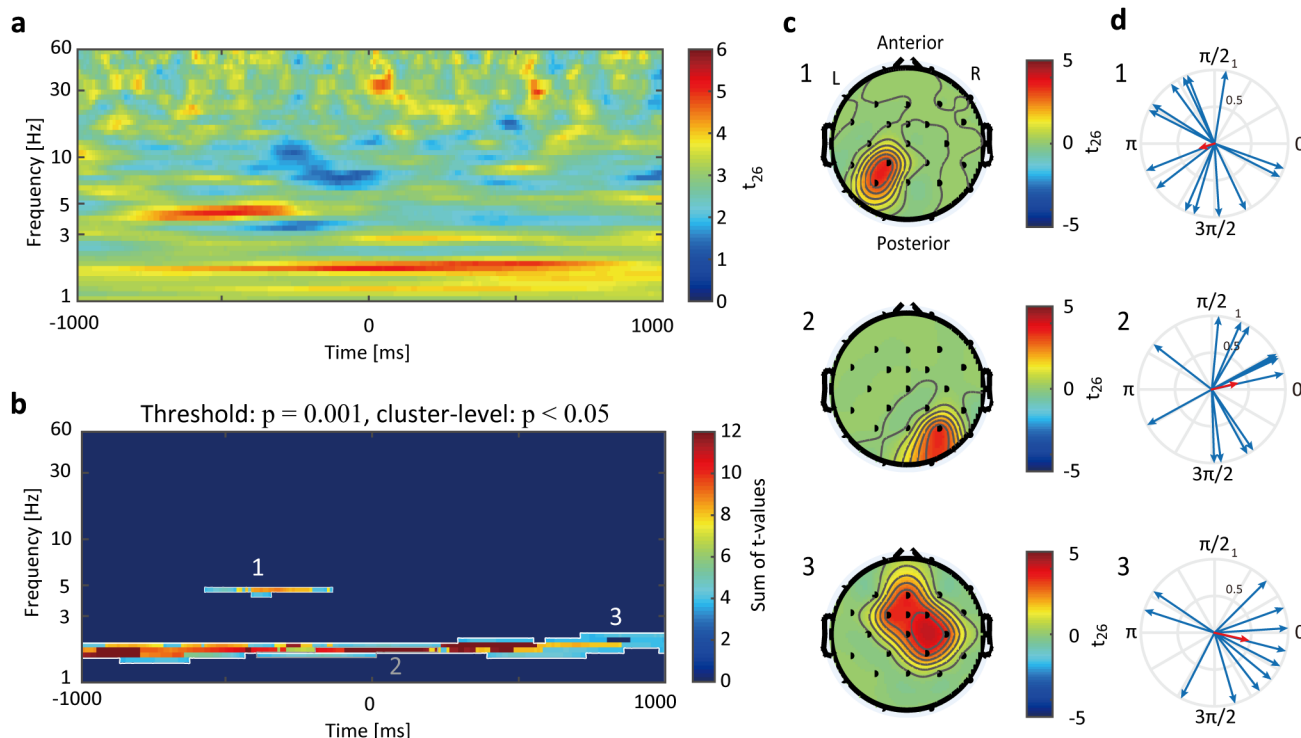 a
60
30
10
5
3
1
Frequency [Hz]
-1000
0
1000
Time [ms]
6
5
4
3
2
1
0
t26
b
Threshold: p = 0.001, cluster-level: p < 0.05
60
30
10
5
3
1
Frequency [Hz]
1
2
3
-1000
0
1000
Time [ms]
12
10
8
6
4
2
0
Sum of t-values
c
1
Anterior
L
R
Posterior
5
0
-5
t26
2
5
0
-5
t26
3
5
0
-5
t26
d
1
π/2
1
0.5
π
0
3π/2
2
π/2
1
0.5
π
0
3π/2
3
π/2
1
0.5
π
0
3π/2